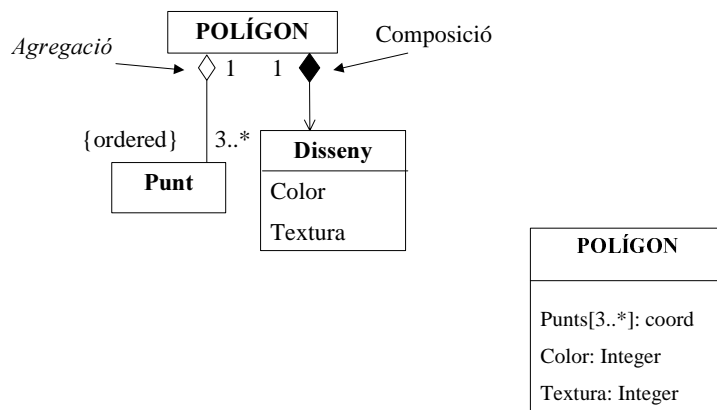 POLÍGON
Agregació
Composició
1
1
{ordered}
3..*
Punt
Disseny
Color
Textura
POLÍGON
Punts[3..*]: coord
Color: Integer
Textura: Integer